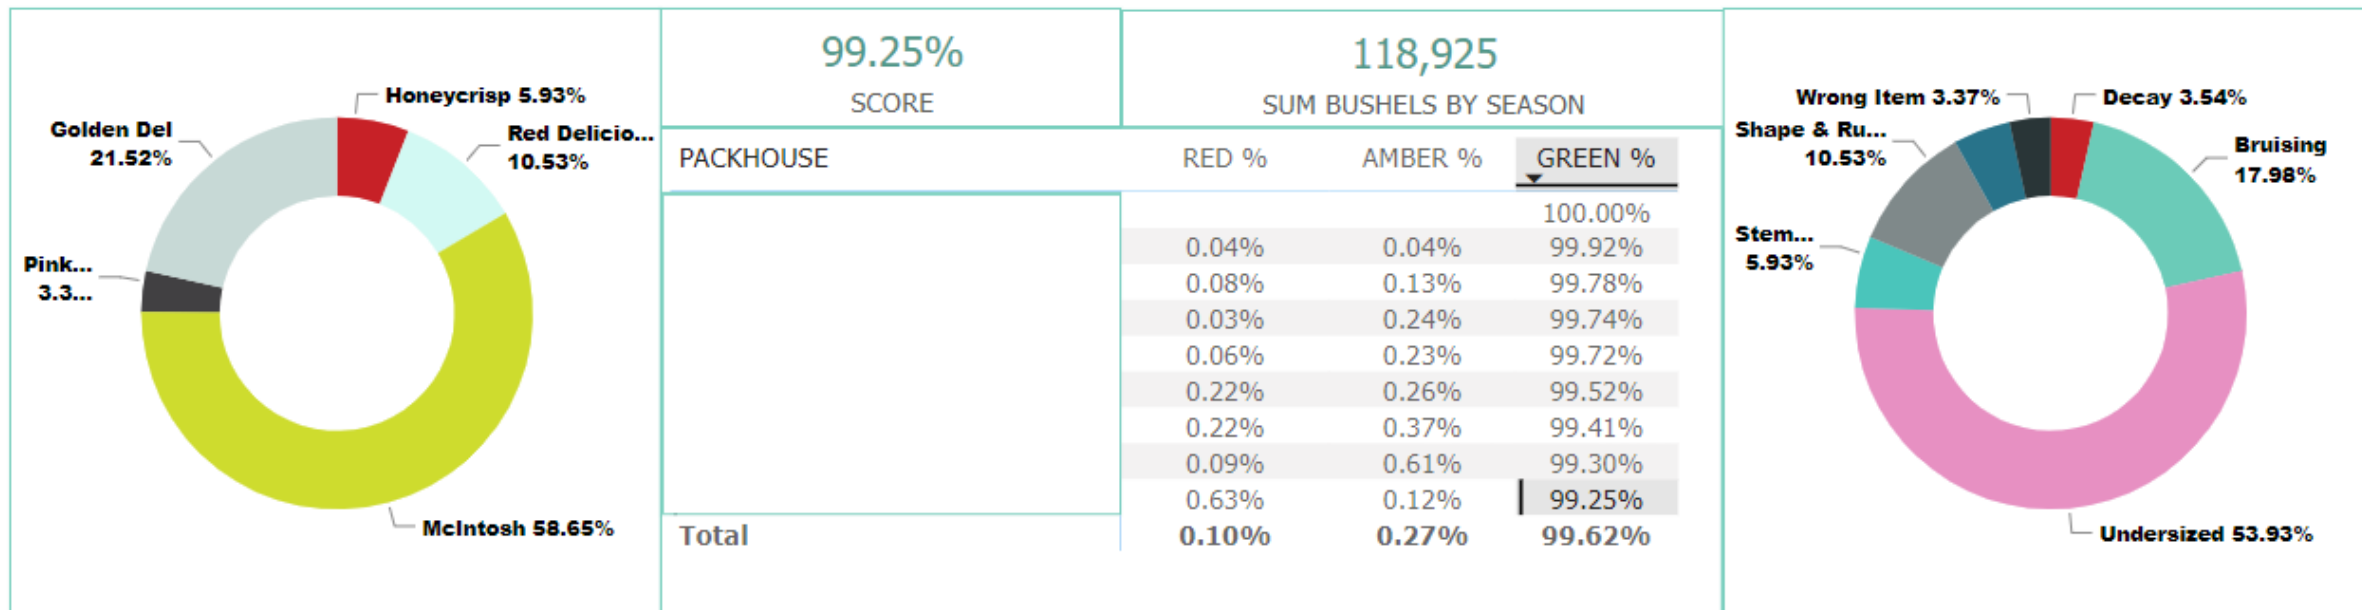 Honeycrisp 5.93%
Golden Del
21.52%
Red Delicio...
10.53%
Pink...
3.3...
McIntosh 58.65%
99.25%
SCORE
118,925
SUM BUSHELS BY SEASON
PACKHOUSE RED % AMBER % GREEN %
100.00%
0.04% 0.04% 99.92%
0.08% 0.13% 99.78%
0.03% 0.24% 99.74%
0.06% 0.23% 99.72%
0.22% 0.26% 99.52%
0.22% 0.37% 99.41%
0.09% 0.61% 99.30%
0.63% 0.12% 99.25%
Total 0.10% 0.27% 99.62%
Wrong Item 3.37%
Decay 3.54%
Shape & Ru...
10.53%
Bruising
17.98%
Stem...
5.93%
Undersized 53.93%